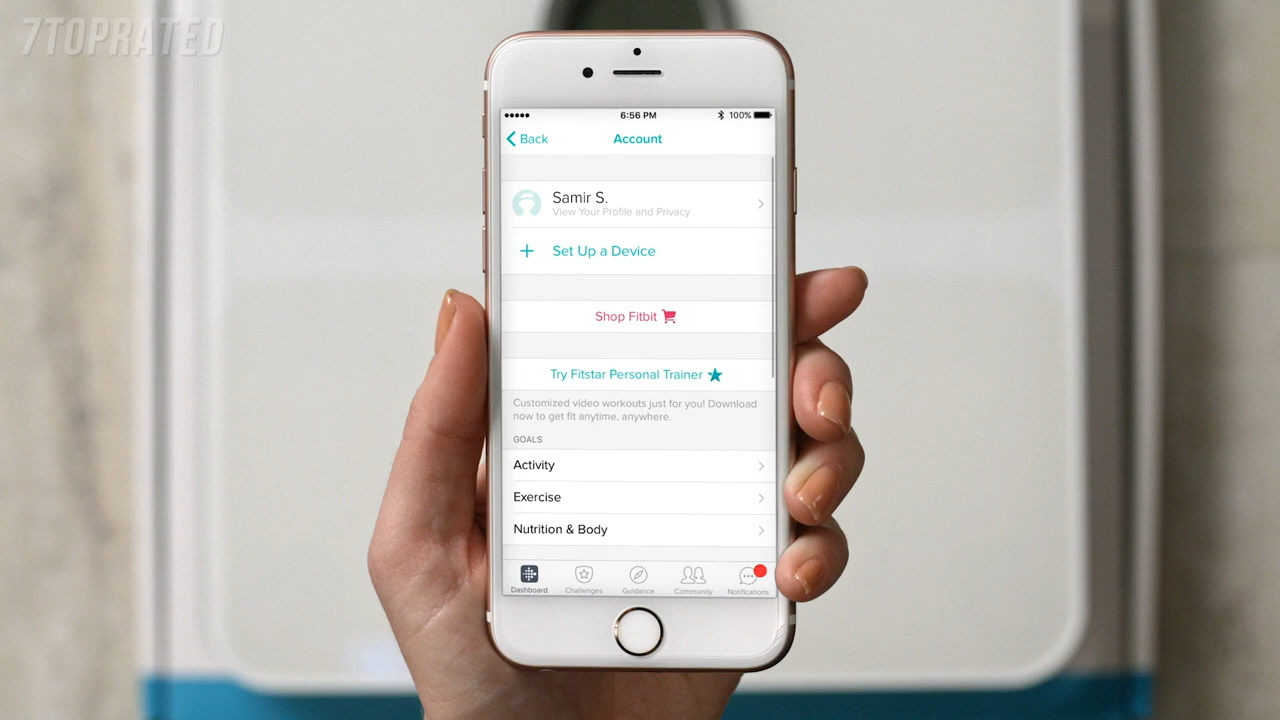 7TOPRATED
6:56 PM
100%
Back
Account
Samir S.
View Your Profile and Privacy
Set Up a Device
Shop Fitbit
Try Fitstar Personal Trainer
Customized video workouts just for you! Download
now to get fit anytime, anywhere.
GOALS
Activity
Exercise
Nutrition & Body
Dashboard
Challenges
Guidance
Community
Notifications